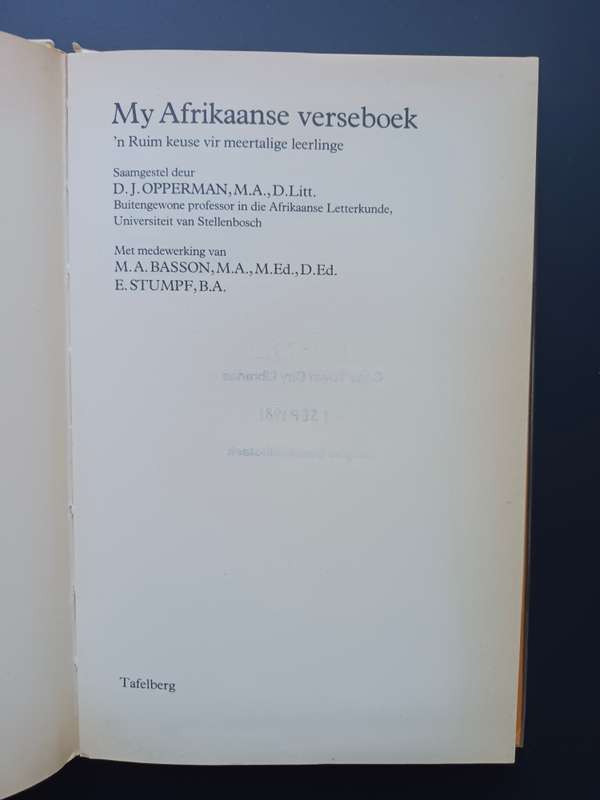 My Afrikaanse verseboek
'n Ruim keuse vir meertalige leerlinge
Saamgestel deur
D. J. OPPERMAN, M.A., D.Litt.
Buitengewone professor in die Afrikaanse Letterkunde,
Universiteit van Stellenbosch
Met medewerking van
M. A. BASSON, M.A., M.Ed., D.Ed.
E. STUMPF, B.A.
Tafelberg